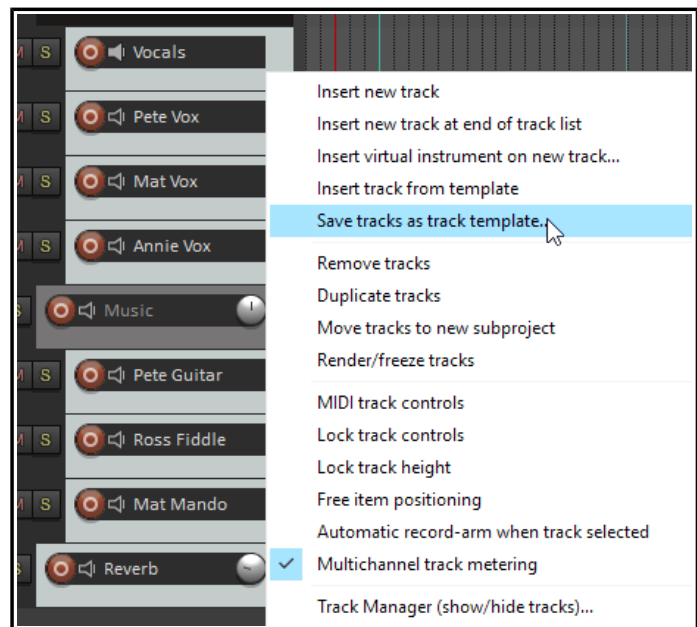 S Vocals
M S Pete Vox
M S Mat Vox
M S Annie Vox
S Music
M S Pete Guitar
M S Ross Fiddle
M S Mat Mando
S Reverb
Insert new track
Insert new track at end of track list
Insert virtual instrument on new track...
Insert track from template
Save tracks as track template...
Remove tracks
Duplicate tracks
Move tracks to new subproject
Render/freeze tracks
MIDI track controls
Lock track controls
Lock track height
Free item positioning
Automatic record-arm when track selected
Multichannel track metering
Track Manager (show/hide tracks)...